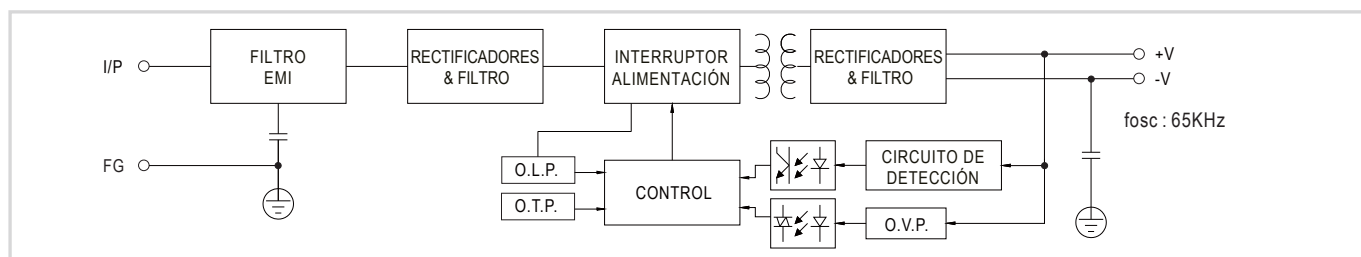 I/P
FILTRO
EMI
RECTIFICADORES
& FILTRO
INTERRUPTOR
ALIMENTACIÓN
RECTIFICADORES
& FILTRO
+V
-V
fosc : 65KHz
FG
O.L.P.
O.T.P.
CONTROL
CIRCUITO DE
DETECCIÓN
O.V.P.